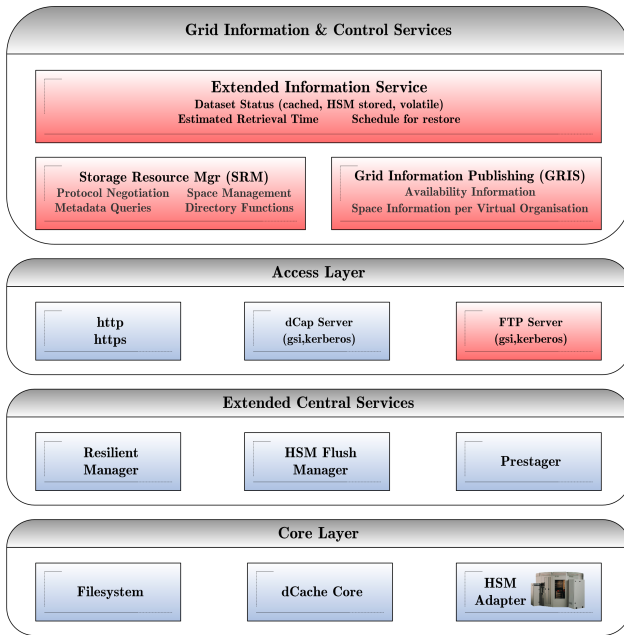 Grid Information & Control Services
Extended Information Service
Dataset Status (cached, HSM stored, volatile)
Estimated Retrieval Time Schedule for restore
Storage Resource Mgr (SRM)
Protocol Negotiation Space Management
Metadata Queries Directory Functions
Grid Information Publishing (GRIS)
Availability Information
Space Information per Virtual Organisation
Access Layer
http
https
dCap Server
(gsi,kerberos)
FTP Server
(gsi,kerberos)
Extended Central Services
Resilient
Manager
HSM Flush
Manager
Prestager
Core Layer
Filesystem
dCache Core
HSM
Adapter